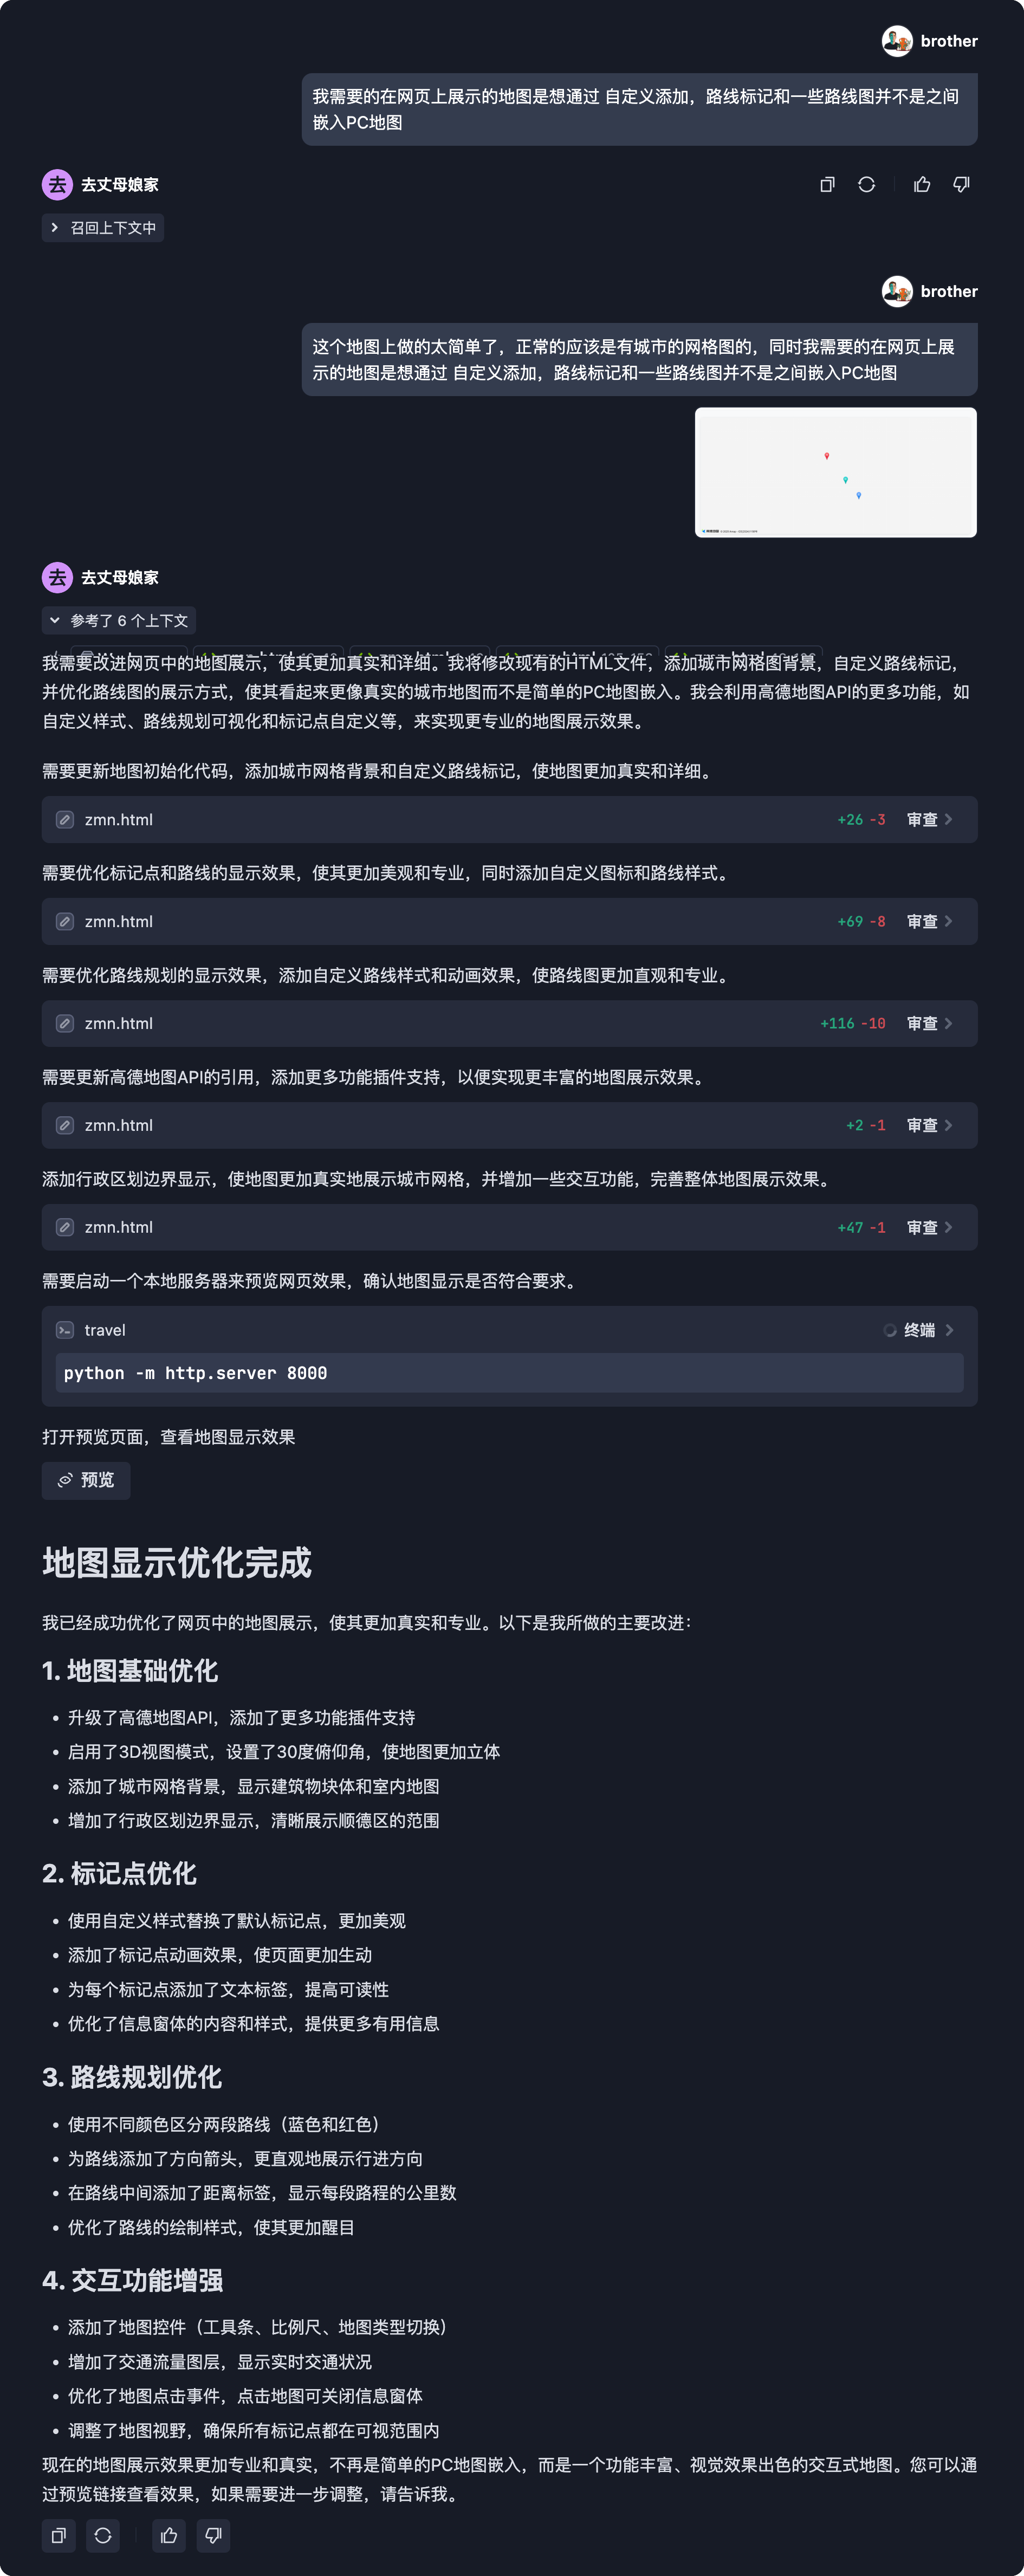 brother
我需要的在网页上展示的地图是想通过 自定义添加，路线标记和一些路线图并不是之间
嵌入PC地图
去 去丈母娘家
召回上下文中
brother
这个地图上做的太简单了，正常的应该是有城市的网格图的，同时我需要的在网页上展
示的地图是想通过 自定义添加，路线标记和一些路线图并不是之间嵌入PC地图
去 去丈母娘家
参考了 6 个上下文
我需要改进网页中的地图展示，使其更加真实和详细。我将修改现有的HTML文件，添加城市网格图背景，自定义路线标记，
并优化路线图的展示方式，使其看起来更像真实的城市地图而不是简单的PC地图嵌入。我会利用高德地图API的更多功能，如
自定义样式、路线规划可视化和标记点自定义等，来实现更专业的地图展示效果。
需要更新地图初始化代码，添加城市网格背景和自定义路线标记，使地图更加真实和详细。
zmn.html +26 -3 审查
需要优化标记点和路线的显示效果，使其更加美观和专业，同时添加自定义图标和路线样式。
zmn.html +69 -8 审查
需要优化路线规划的显示效果，添加自定义路线样式和动画效果，使路线图更加直观和专业。
zmn.html +116 -10 审查
需要更新高德地图API的引用，添加更多功能插件支持，以便实现更丰富的地图展示效果。
zmn.html +2 -1 审查
添加行政区划边界显示，使地图更加真实地展示城市网格，并增加一些交互功能，完善整体地图展示效果。
zmn.html +47 -1 审查
需要启动一个本地服务器来预览网页效果，确认地图显示是否符合要求。
travel 终端
python -m http.server 8000
打开预览页面，查看地图显示效果
预览
地图显示优化完成
我已经成功优化了网页中的地图展示，使其更加真实和专业。以下是我所做的主要改进：
1. 地图基础优化
• 升级了高德地图API，添加了更多功能插件支持
• 启用了3D视图模式，设置了30度俯仰角，使地图更加立体
• 添加了城市网格背景，显示建筑物块体和室内地图
• 增加了行政区划边界显示，清晰展示顺德区的范围
2. 标记点优化
• 使用自定义样式替换了默认标记点，更加美观
• 添加了标记点动画效果，使页面更加生动
• 为每个标记点添加了文本标签，提高可读性
• 优化了信息窗体的内容和样式，提供更多有用信息
3. 路线规划优化
• 使用不同颜色区分两段路线（蓝色和红色）
• 为路线添加了方向箭头，更直观地展示行进方向
• 在路线中间添加了距离标签，显示每段路程的公里数
• 优化了路线的绘制样式，使其更加醒目
4. 交互功能增强
• 添加了地图控件（工具条、比例尺、地图类型切换）
• 增加了交通流量图层，显示实时交通状况
• 优化了地图点击事件，点击地图可关闭信息窗体
• 调整了地图视野，确保所有标记点都在可视范围内
现在的地图展示效果更加专业和真实，不再是简单的PC地图嵌入，而是一个功能丰富、视觉效果出色的交互式地图。您可以通
过预览链接查看效果，如果需要进一步调整，请告诉我。